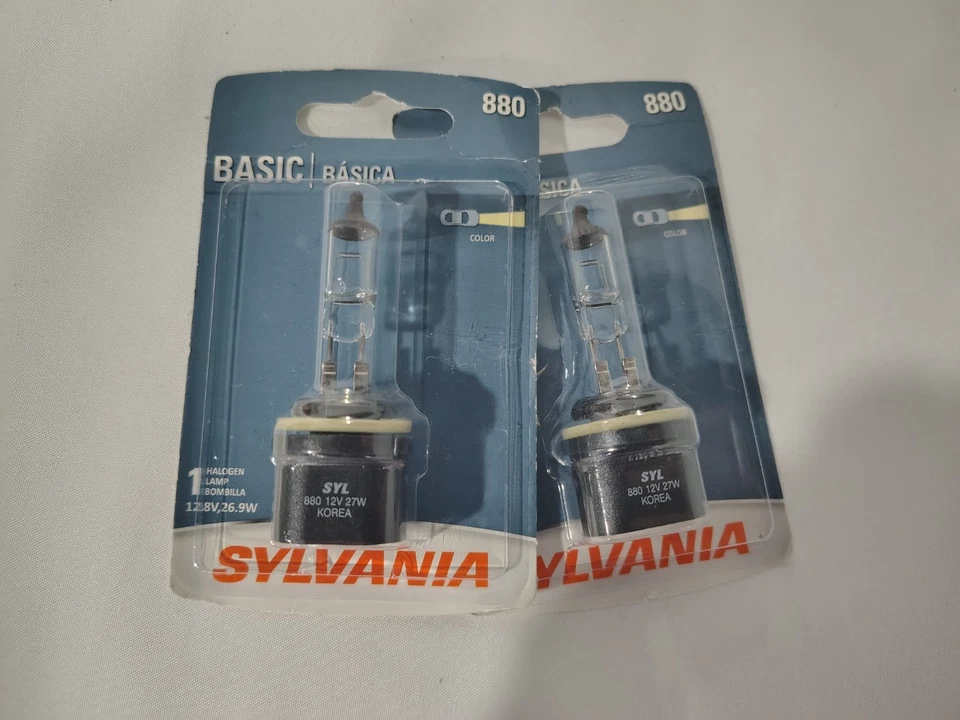 880
BASIC | BÁSICA
COLOR
1 HALOGEN
LAMP
BOMBILLA
12.8V, 26.9W
SYL
880 12V 27W
KOREA
SYLVANIA
880
SICA
COLOR
SYL
880 12V 27W
KOREA
YLVANIA